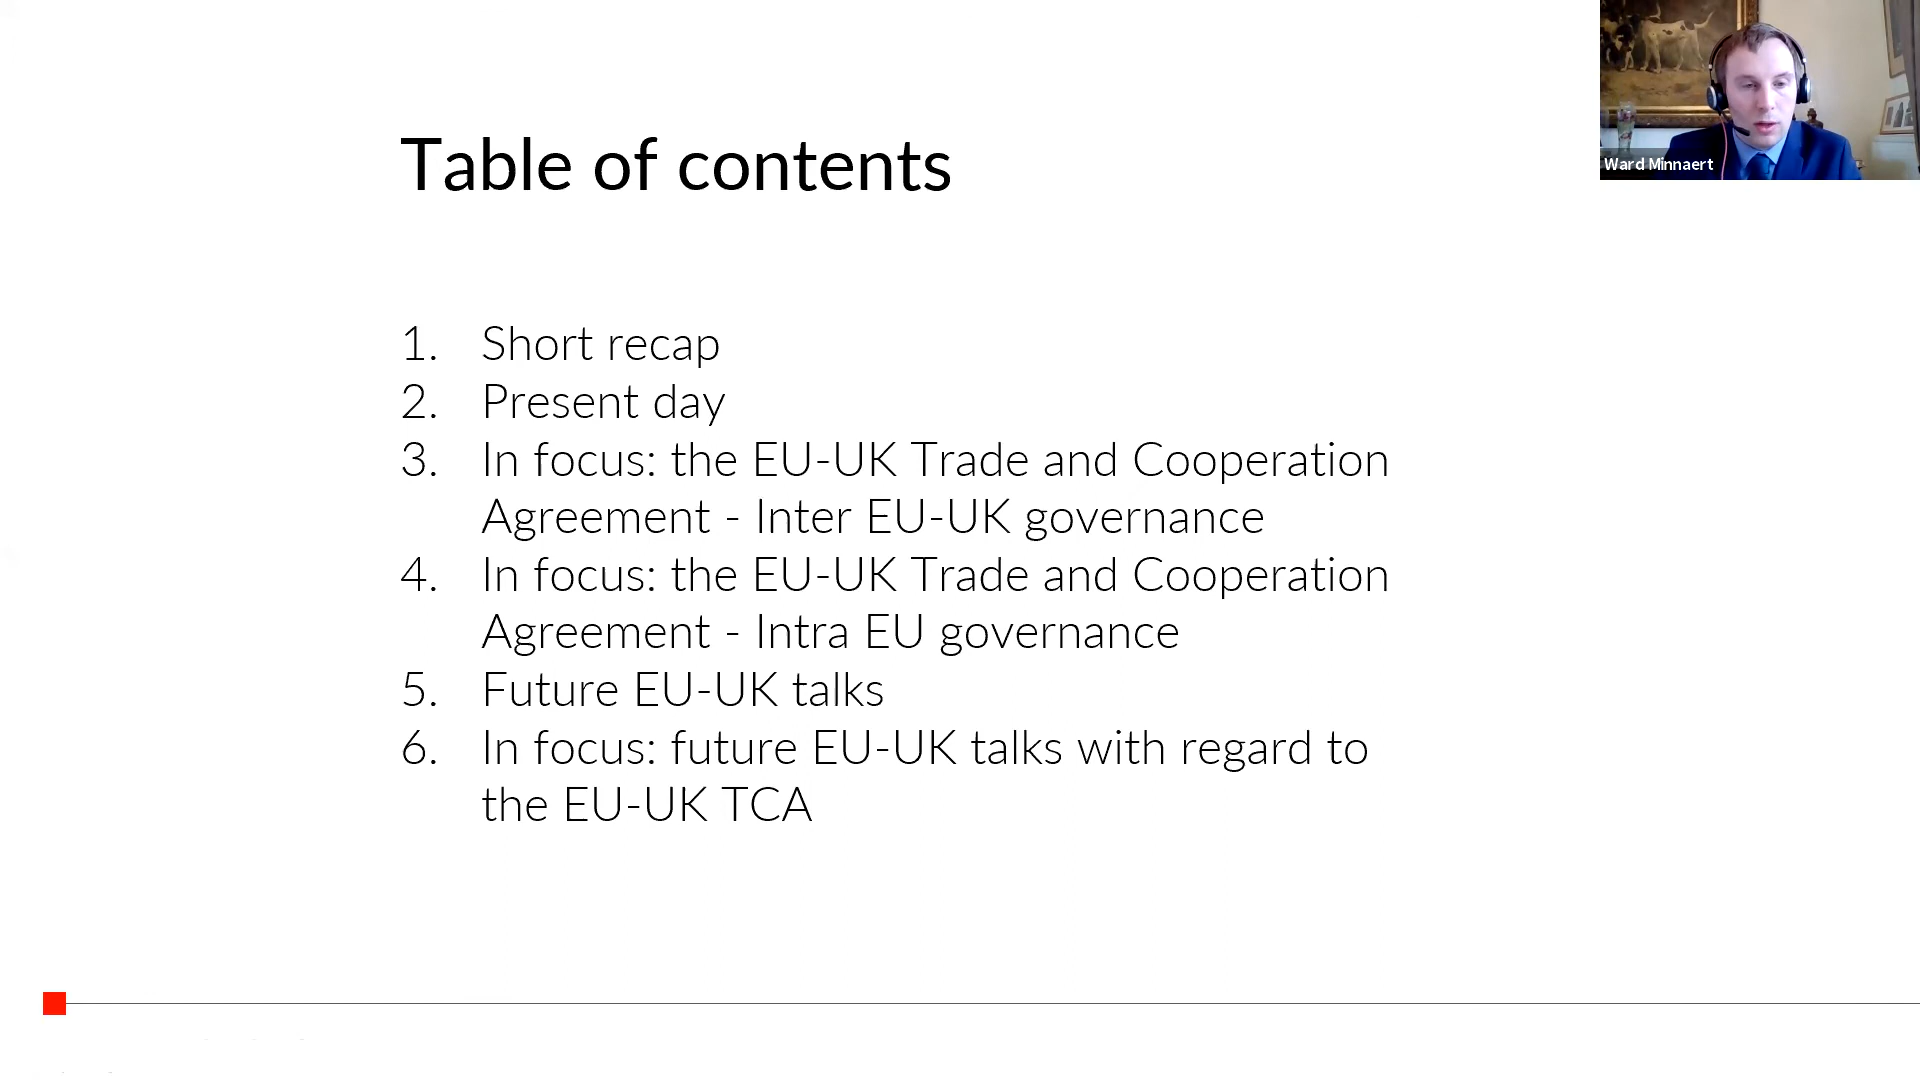 Table of contents
1. Short recap
2. Present day
3. In focus: the EU-UK Trade and Cooperation
Agreement - Inter EU-UK governance
4. In focus: the EU-UK Trade and Cooperation
Agreement - Intra EU governance
5. Future EU-UK talks
6. In focus: future EU-UK talks with regard to
the EU-UK TCA
Ward Minnaert